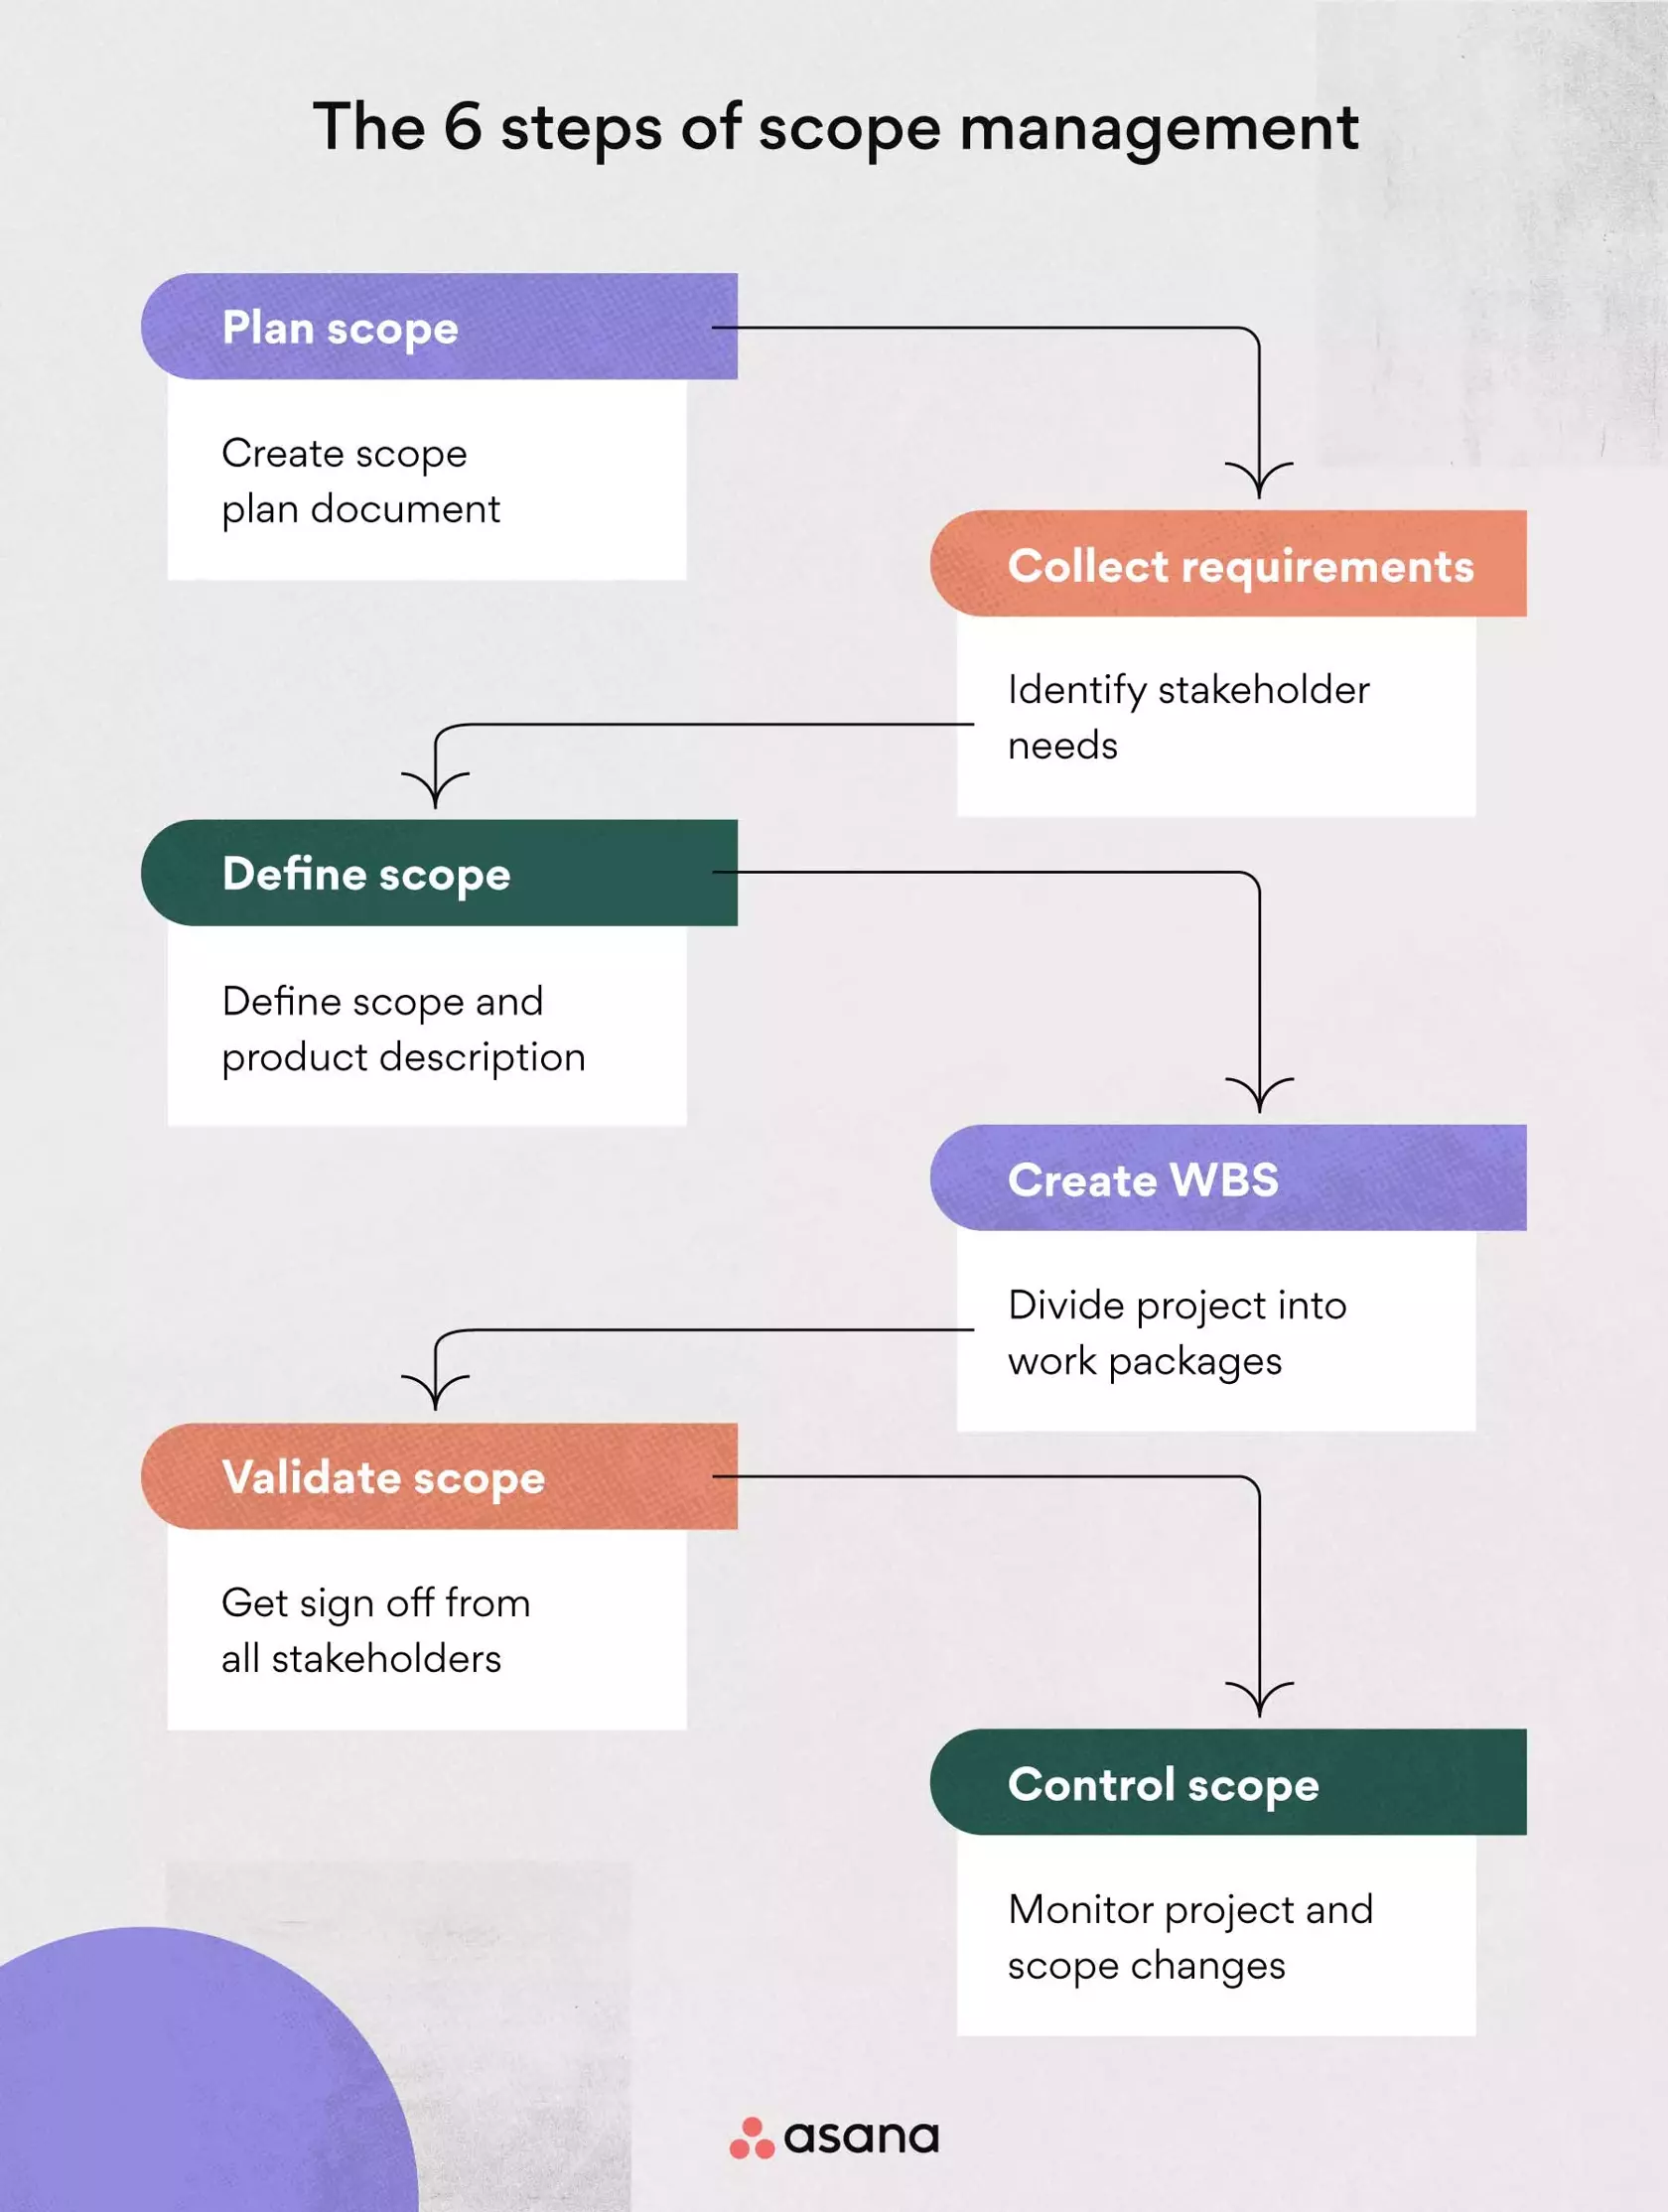 The 6 steps of scope management
Plan scope
Create scope
plan document
Collect requirements
Identify stakeholder
needs
Define scope
Define scope and
product description
Create WBS
Divide project into
work packages
Validate scope
Get sign off from
all stakeholders
Control scope
Monitor project and
scope changes
asana